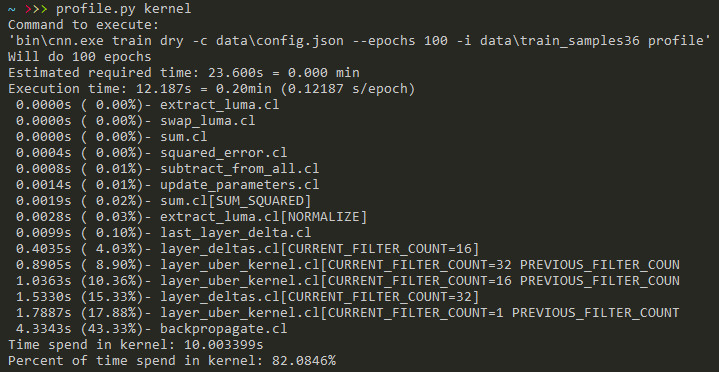 ~ >>> profile.py kernel
Command to execute:
'bin\cnn.exe train dry -c data\config.json --epochs 100 -i data\train_samples36 profile'
Will do 100 epochs
Estimated required time: 23.600s = 0.000 min
Execution time: 12.187s = 0.20min (0.12187 s/epoch)
 0.0000s ( 0.00%)- extract_luma.cl
 0.0000s ( 0.00%)- swap_luma.cl
 0.0000s ( 0.00%)- sum.cl
 0.0004s ( 0.00%)- squared_error.cl
 0.0008s ( 0.01%)- subtract_from_all.cl
 0.0014s ( 0.01%)- update_parameters.cl
 0.0019s ( 0.02%)- sum.cl[SUM_SQUARED]
 0.0028s ( 0.03%)- extract_luma.cl[NORMALIZE]
 0.0099s ( 0.10%)- last_layer_delta.cl
 0.4035s ( 4.03%)- layer_deltas.cl[CURRENT_FILTER_COUNT=16]
 0.8905s ( 8.90%)- layer_uber_kernel.cl[CURRENT_FILTER_COUNT=32 PREVIOUS_FILTER_COUN
 1.0363s (10.36%)- layer_uber_kernel.cl[CURRENT_FILTER_COUNT=16 PREVIOUS_FILTER_COUN
 1.5330s (15.33%)- layer_deltas.cl[CURRENT_FILTER_COUNT=32]
 1.7887s (17.88%)- layer_uber_kernel.cl[CURRENT_FILTER_COUNT=1 PREVIOUS_FILTER_COUNT
 4.3343s (43.33%)- backpropagate.cl
Time spend in kernel: 10.003399s
Percent of time spend in kernel: 82.0846%